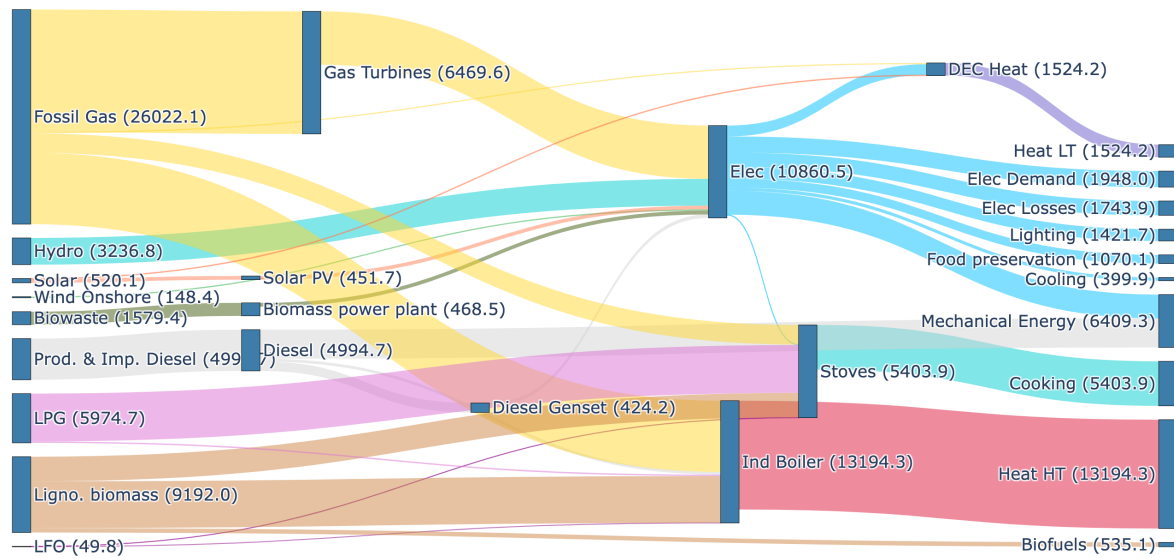 Fossil Gas (26022.1)
Gas Turbines (6469.6)
DEC Heat (1524.2)
Heat LT (1524.2)
Elec (10860.5)
Elec Demand (1948.0)
Elec Losses (1743.9)
Lighting (1421.7)
Hydro (3236.8)
Food preservation (1070.1)
Solar (520.1)
Solar PV (451.7)
Cooling (399.9)
Wind Onshore (148.4)
Biowaste (1579.4)
Biomass power plant (468.5)
Mechanical Energy (6409.3)
Prod. & Imp. Diesel
Diesel (4994.7)
Stoves (5403.9)
Cooking (5403.9)
LPG (5974.7)
Diesel Genset (424.2)
Ind Boiler (13194.3)
Heat HT (13194.3)
Ligno. biomass (9192.0)
LFO (49.8)
Biofuels (535.1)